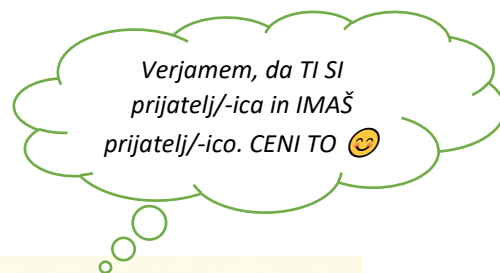 Verjamem, da TI SI
prijatelj/-ica in IMAŠ
prijatelj/-ico. CENI TO 😊